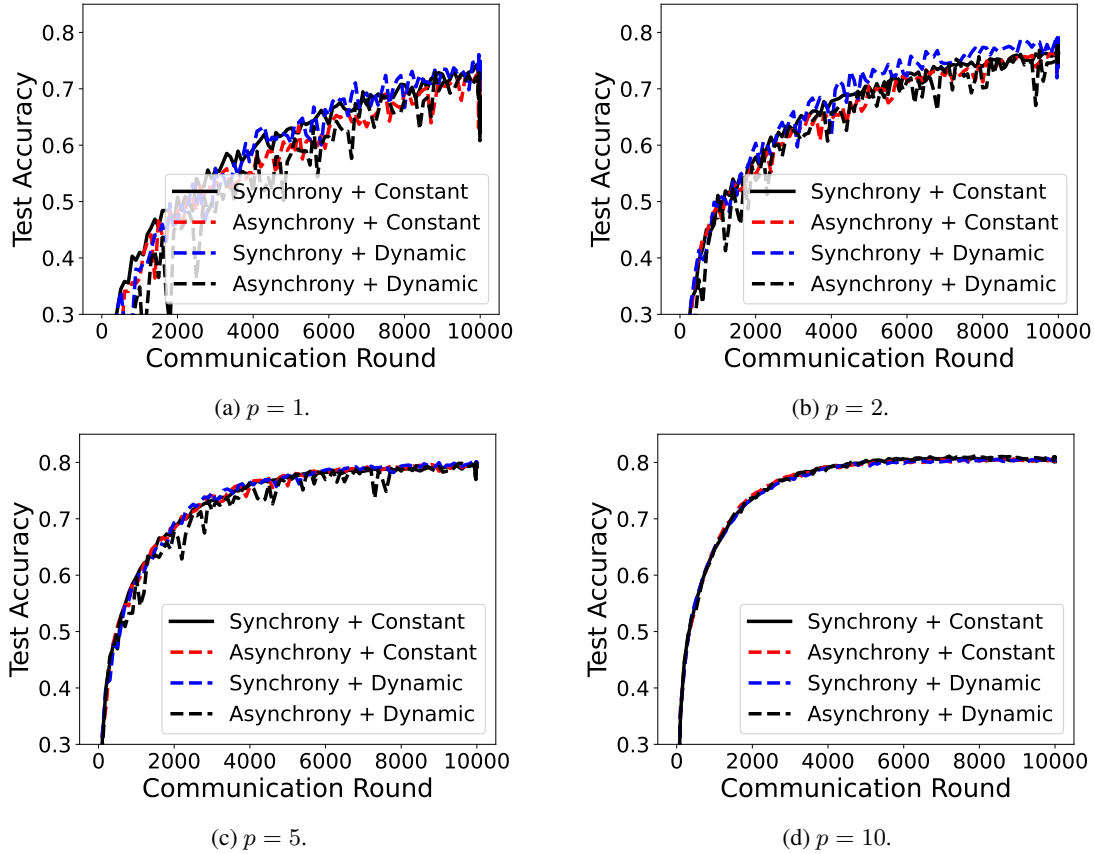 0.8
0.7
0.6
0.5
0.4
0.3
Test Accuracy
Synchrony + Constant
Asynchrony + Constant
Synchrony + Dynamic
Asynchrony + Dynamic
0 2000 4000 6000 8000 10000
Communication Round
(a) p = 1.
0.8
0.7
0.6
0.5
0.4
0.3
Test Accuracy
Synchrony + Constant
Asynchrony + Constant
Synchrony + Dynamic
Asynchrony + Dynamic
0 2000 4000 6000 8000 10000
Communication Round
(b) p = 2.
0.8
0.7
0.6
0.5
0.4
0.3
Test Accuracy
Synchrony + Constant
Asynchrony + Constant
Synchrony + Dynamic
Asynchrony + Dynamic
0 2000 4000 6000 8000 10000
Communication Round
(c) p = 5.
0.8
0.7
0.6
0.5
0.4
0.3
Test Accuracy
Synchrony + Constant
Asynchrony + Constant
Synchrony + Dynamic
Asynchrony + Dynamic
0 2000 4000 6000 8000 10000
Communication Round
(d) p = 10.